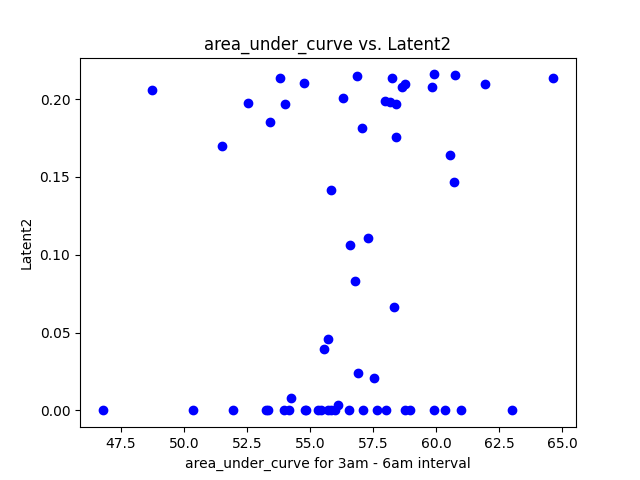 area_under_curve vs. Latent2
0.20
0.15
0.10
0.05
0.00
Latent2
47.5 50.0 52.5 55.0 57.5 60.0 62.5 65.0
area_under_curve for 3am - 6am interval